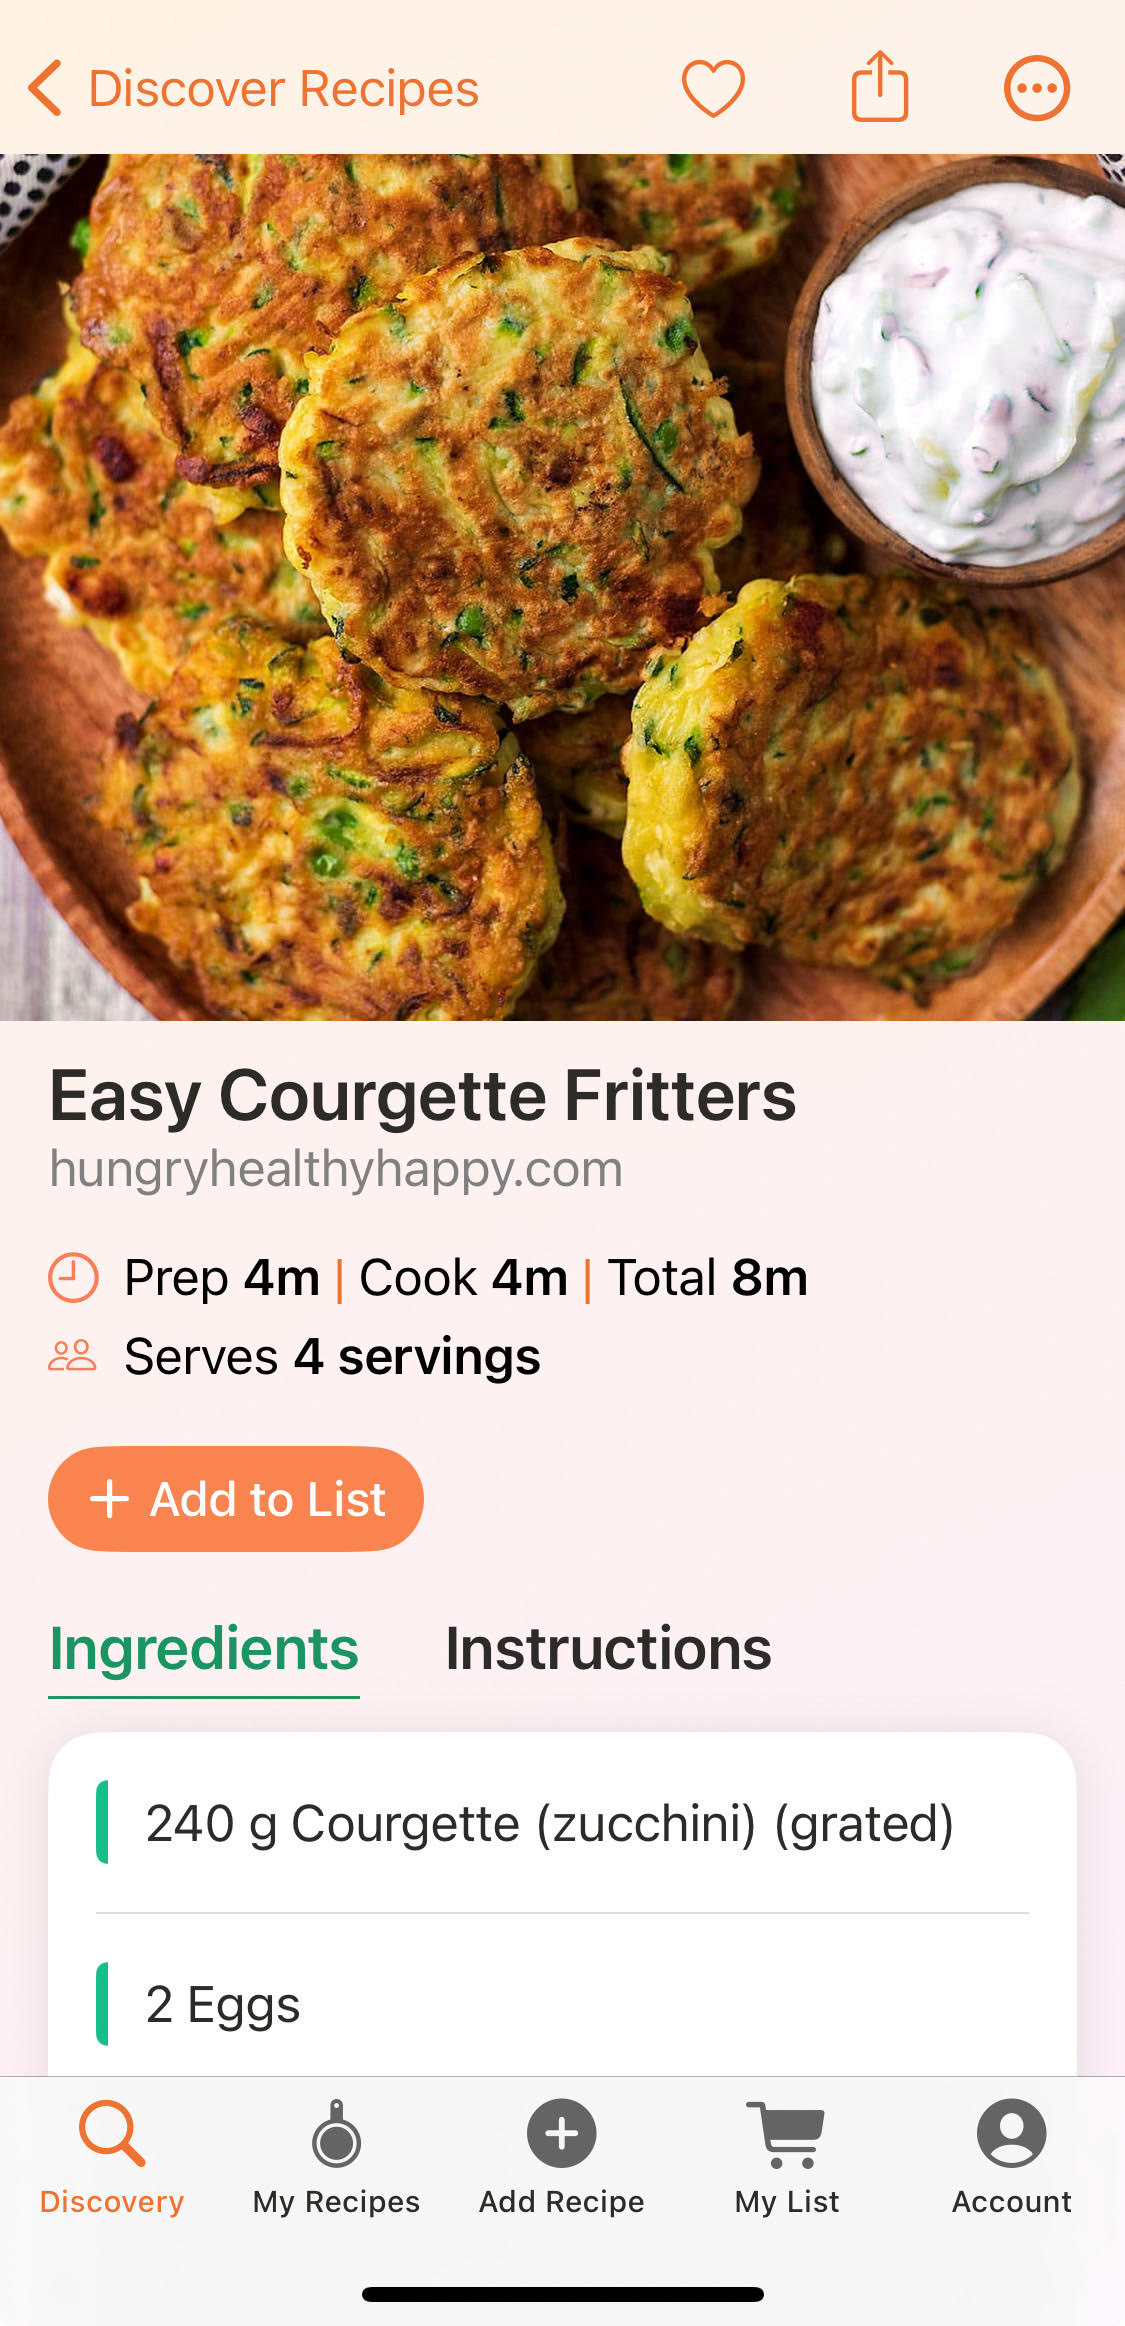 Discover Recipes
Easy Courgette Fritters
hungryhealthyhappy.com
Prep 4m | Cook 4m | Total 8m
Serves 4 servings
+ Add to List
Ingredients Instructions
240 g Courgette (zucchini) (grated)
2 Eggs
Discovery My Recipes Add Recipe My List Account